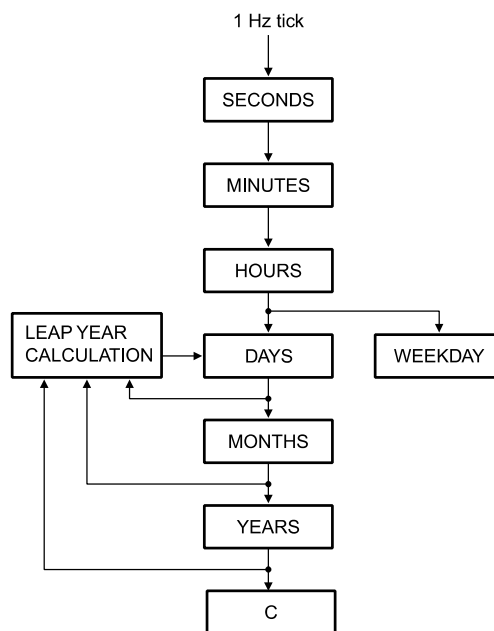 1 Hz tick
SECONDS
MINUTES
HOURS
LEAP YEAR
CALCULATION
DAYS
WEEKDAY
MONTHS
YEARS
C